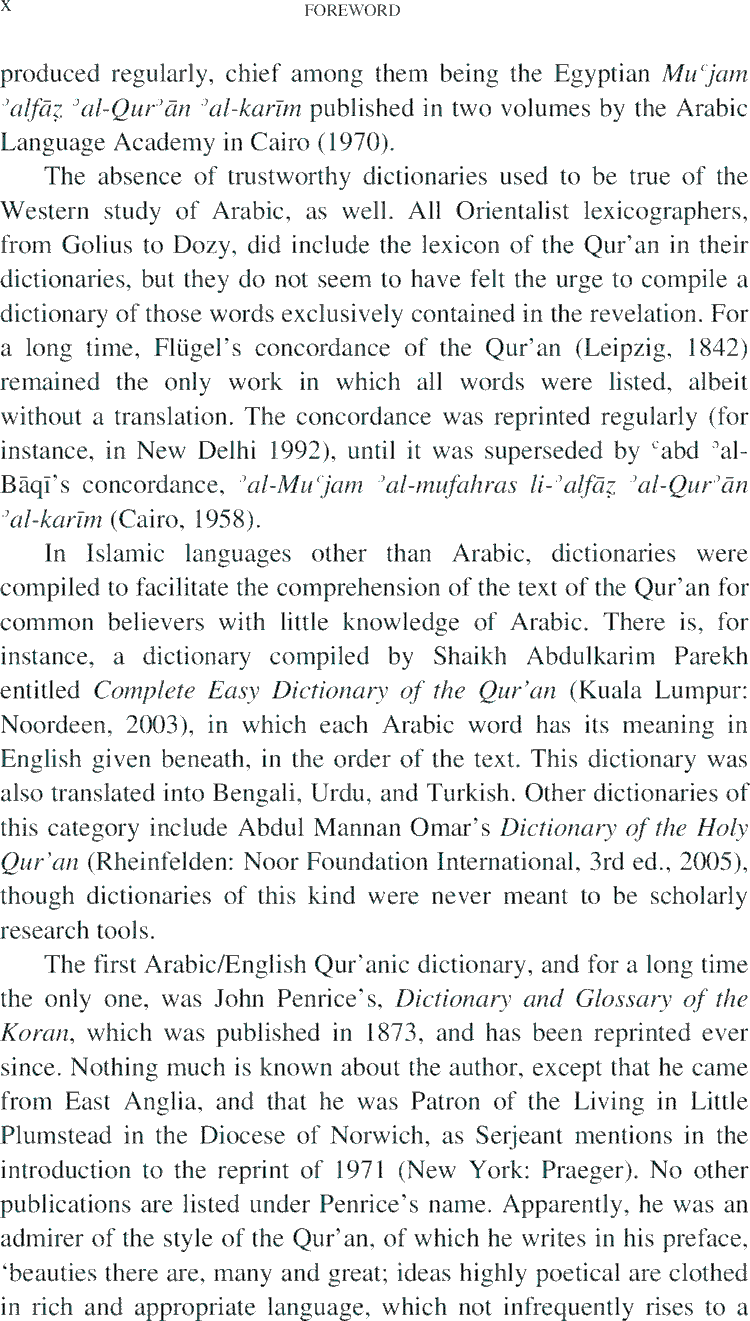 x FOREWORD
produced regularly, chief among them being the Egyptian Muʿjam
ʾalfāẓ ʾal-Qurʾān ʾal-karīm published in two volumes by the Arabic
Language Academy in Cairo (1970).
The absence of trustworthy dictionaries used to be true of the
Western study of Arabic, as well. All Orientalist lexicographers,
from Golius to Dozy, did include the lexicon of the Qur’an in their
dictionaries, but they do not seem to have felt the urge to compile a
dictionary of those words exclusively contained in the revelation. For
a long time, Flügel’s concordance of the Qur’an (Leipzig, 1842)
remained the only work in which all words were listed, albeit
without a translation. The concordance was reprinted regularly (for
instance, in New Delhi 1992), until it was superseded by ʿabd ʾal-
Bāqī’s concordance, ʾal-Muʿjam ʾal-mufahras li-ʾalfāẓ ʾal-Qurʾān
ʾal-karīm (Cairo, 1958).
In Islamic languages other than Arabic, dictionaries were
compiled to facilitate the comprehension of the text of the Qur’an for
common believers with little knowledge of Arabic. There is, for
instance, a dictionary compiled by Shaikh Abdulkarim Parekh
entitled Complete Easy Dictionary of the Qur’an (Kuala Lumpur:
Noordeen, 2003), in which each Arabic word has its meaning in
English given beneath, in the order of the text. This dictionary was
also translated into Bengali, Urdu, and Turkish. Other dictionaries of
this category include Abdul Mannan Omar’s Dictionary of the Holy
Qur’an (Rheinfelden: Noor Foundation International, 3rd ed., 2005),
though dictionaries of this kind were never meant to be scholarly
research tools.
The first Arabic/English Qur’anic dictionary, and for a long time
the only one, was John Penrice’s, Dictionary and Glossary of the
Koran, which was published in 1873, and has been reprinted ever
since. Nothing much is known about the author, except that he came
from East Anglia, and that he was Patron of the Living in Little
Plumstead in the Diocese of Norwich, as Serjeant mentions in the
introduction to the reprint of 1971 (New York: Praeger). No other
publications are listed under Penrice’s name. Apparently, he was an
admirer of the style of the Qur’an, of which he writes in his preface,
‘beauties there are, many and great; ideas highly poetical are clothed
in rich and appropriate language, which not infrequently rises to a